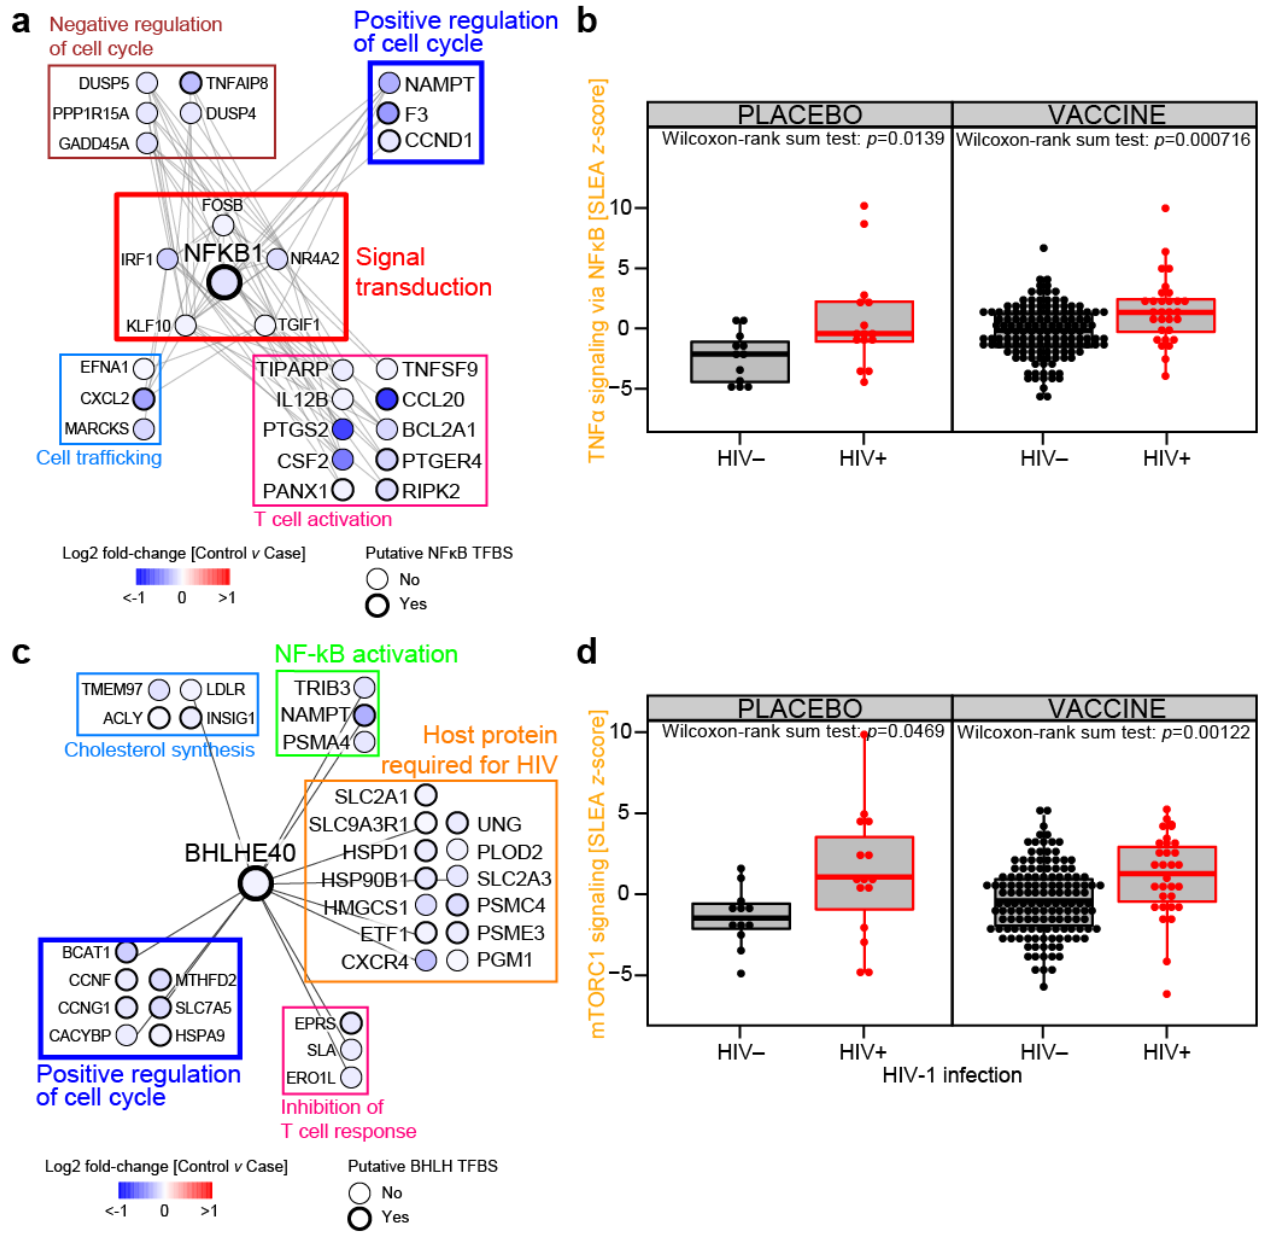 a
Negative regulation
of cell cycle
DUSP5
TNFAIP8
PPP1R15A
DUSP4
GADD45A
Positive regulation
of cell cycle
NAMPT
F3
CCND1
FOSB
IRF1
NFKB1
NR4A2
KLF10
TGIF1
Signal
transduction
EFNA1
CXCL2
MARCKS
Cell trafficking
TIPARP
TNFSF9
IL12B
CCL20
PTGS2
BCL2A1
CSF2
PTGER4
PANX1
RIPK2
T cell activation
Log2 fold-change [Control v Case]
<-1 0 >1
Putative NFκB TFBS
No
Yes
b
TNFα signaling via NFκB [SLEA z-score]
PLACEBO
VACCINE
Wilcoxon-rank sum test: p=0.0139
Wilcoxon-rank sum test: p=0.000716
10
5
0
−5
HIV–
HIV+
HIV–
HIV+
c
TMEM97
LDLR
ACLY
INSIG1
Cholesterol synthesis
NF-kB activation
TRIB3
NAMPT
PSMA4
Host protein
required for HIV
SLC2A1
SLC9A3R1
UNG
HSPD1
PLOD2
HSP90B1
SLC2A3
HMGCS1
PSMC4
ETF1
PSME3
CXCR4
PGM1
BHLHE40
BCAT1
CCNF
MTHFD2
CCNG1
SLC7A5
CACYBP
HSPA9
Positive regulation
of cell cycle
EPRS
SLA
ERO1L
Inhibition of
T cell response
Log2 fold-change [Control v Case]
<-1 0 >1
Putative BHLH TFBS
No
Yes
d
mTORC1 signaling [SLEA z-score]
PLACEBO
VACCINE
Wilcoxon-rank sum test: p=0.0469
Wilcoxon-rank sum test: p=0.00122
10
5
0
−5
HIV–
HIV+
HIV–
HIV+
HIV-1 infection